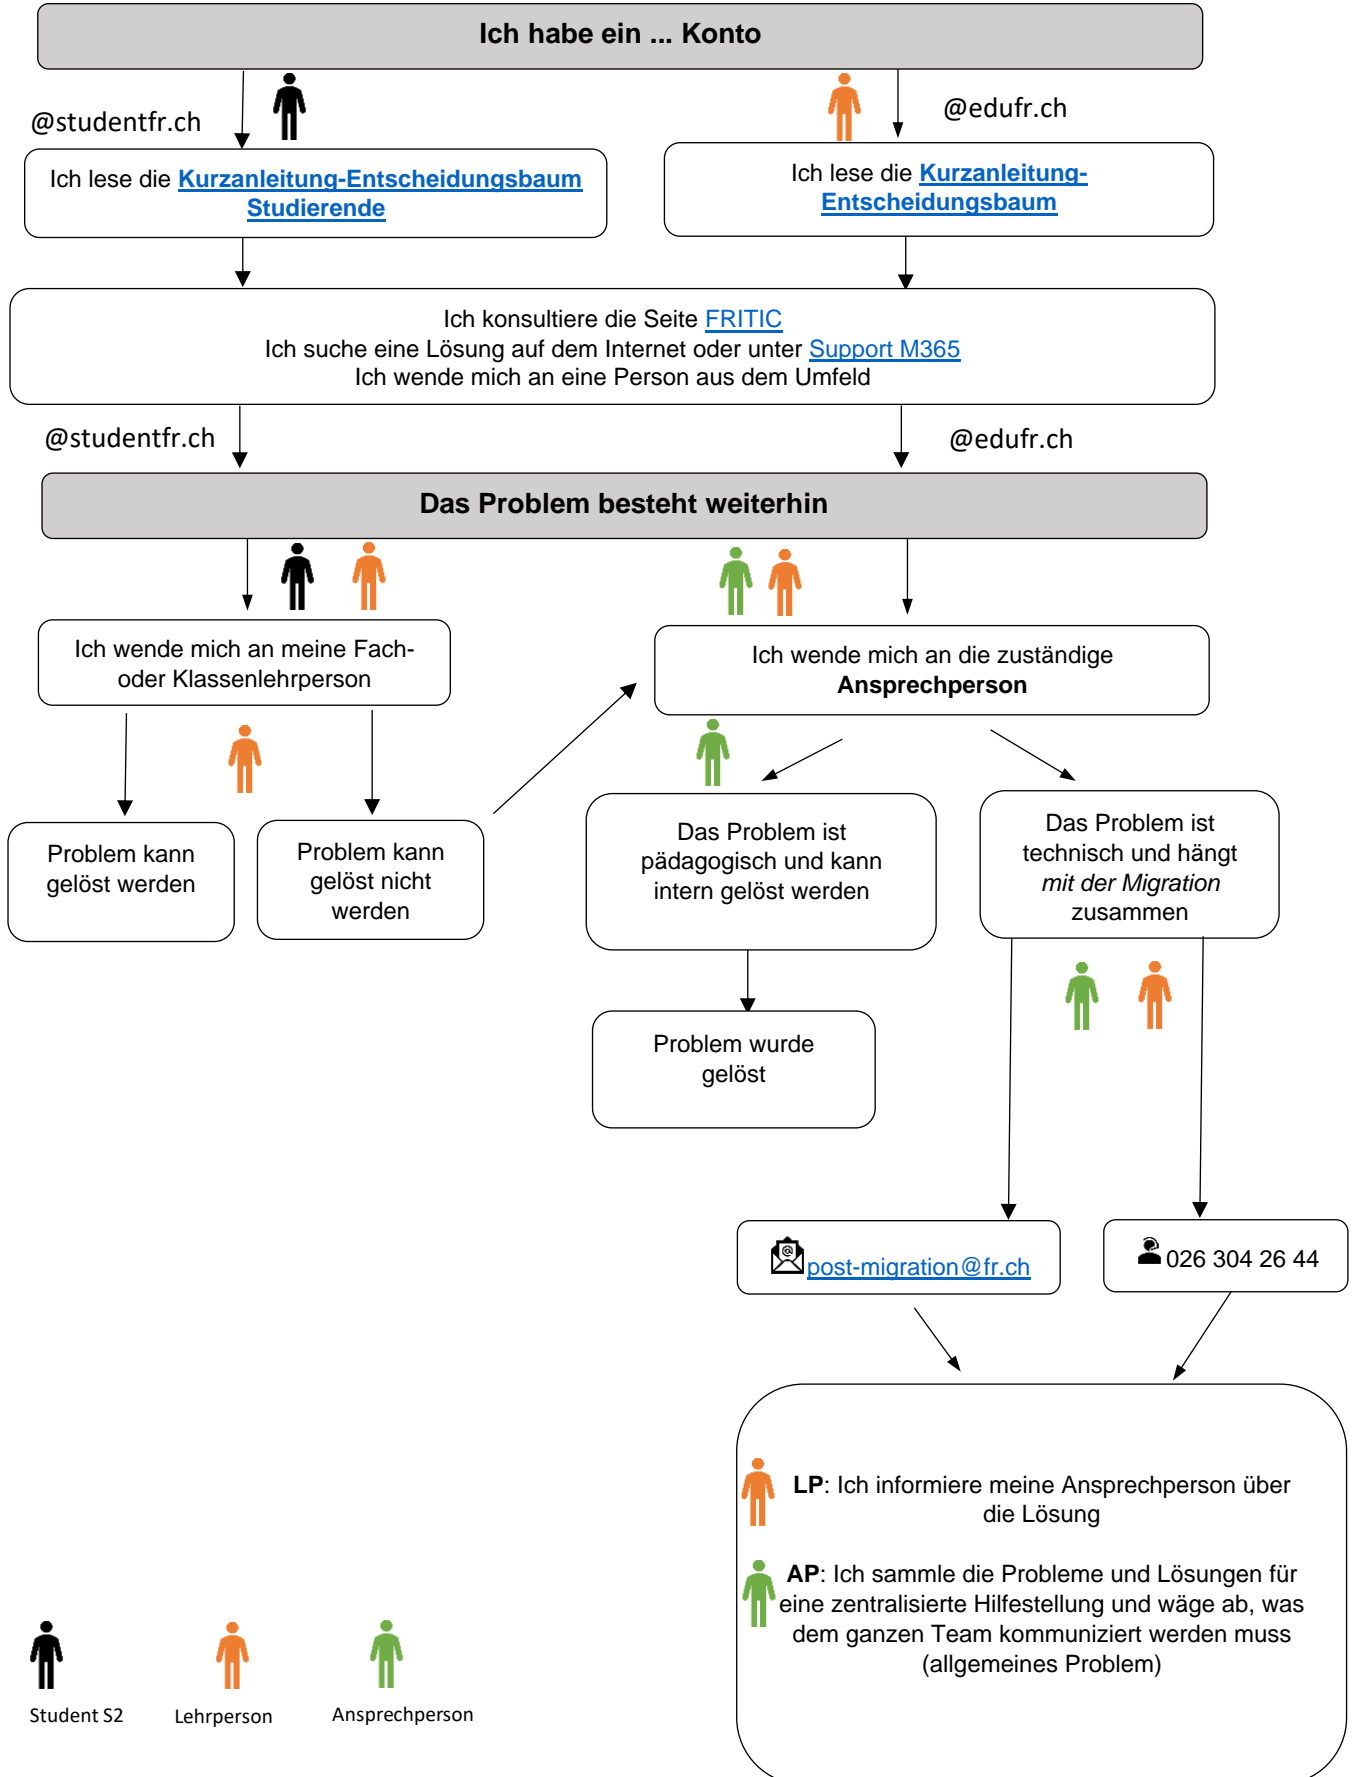 Ich habe ein ... Konto
@studentfr.ch
@edufr.ch
Ich lese die Kurzanleitung-Entscheidungsbaum
Studierende
Ich lese die Kurzanleitung-
Entscheidungsbaum
Ich konsultiere die Seite FRITIC
Ich suche eine Lösung auf dem Internet oder unter Support M365
Ich wende mich an eine Person aus dem Umfeld
@studentfr.ch
@edufr.ch
Das Problem besteht weiterhin
Ich wende mich an meine Fach-
oder Klassenlehrperson
Ich wende mich an die zuständige
Ansprechperson
Problem kann
gelöst werden
Problem kann
gelöst nicht
werden
Das Problem ist
pädagogisch und kann
intern gelöst werden
Das Problem ist
technisch und hängt
mit der Migration
zusammen
Problem wurde
gelöst
post-migration@fr.ch
026 304 26 44
LP: Ich informiere meine Ansprechperson über
die Lösung
AP: Ich sammle die Probleme und Lösungen für
eine zentralisierte Hilfestellung und wäge ab, was
dem ganzen Team kommuniziert werden muss
(allgemeines Problem)
Student S2
Lehrperson
Ansprechperson